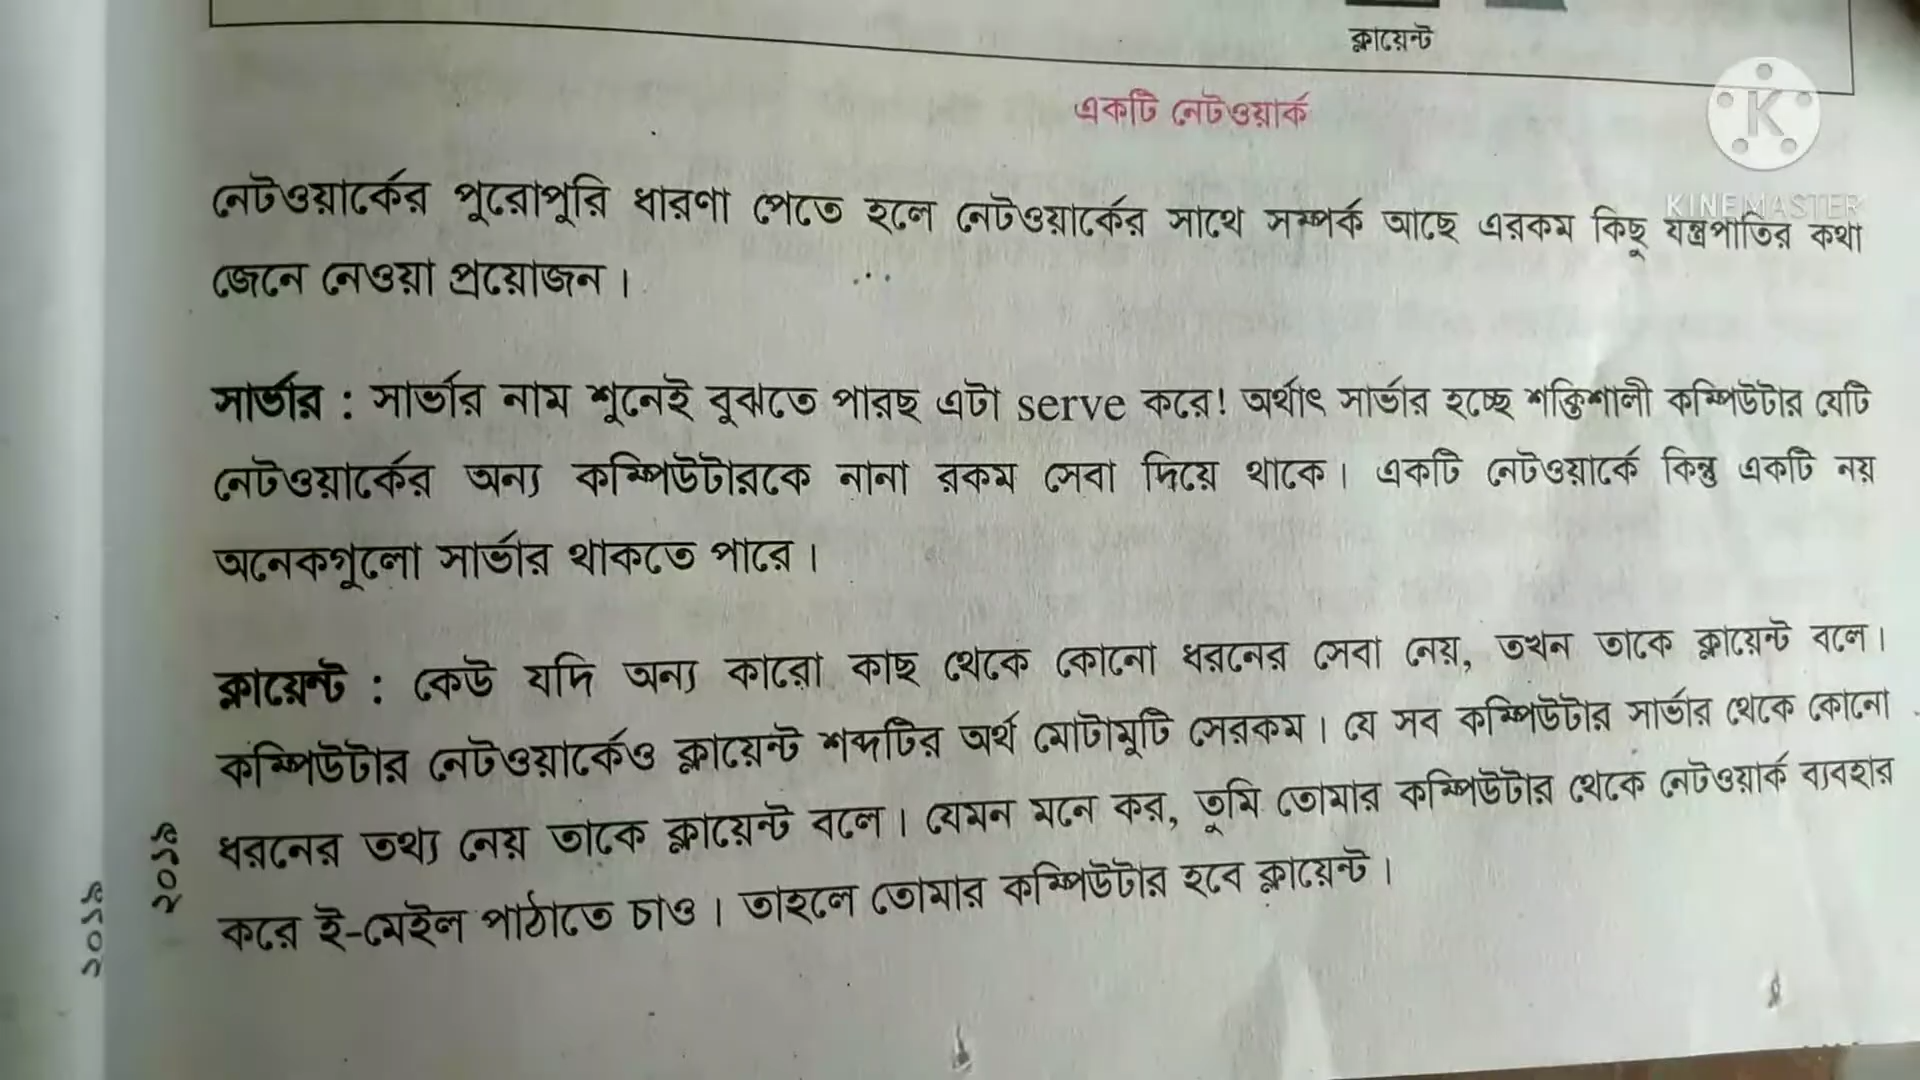 ক্লায়েন্ট
একটি নেটওয়ার্ক
K
KINEMASTER
নেটওয়ার্কের পুরোপুরি ধারণা পেতে হলে নেটওয়ার্কের সাথে সম্পর্ক আছে এরকম কিছু যন্ত্রপাতির কথা
জেনে নেওয়া প্রয়োজন।
সার্ভার : সার্ভার নাম শুনেই বুঝতে পারছ এটা serve করে! অর্থাৎ সার্ভার হচ্ছে শক্তিশালী কম্পিউটার যেটি
নেটওয়ার্কের অন্য কম্পিউটারকে নানা রকম সেবা দিয়ে থাকে। একটি নেটওয়ার্কে কিন্তু একটি নয়
অনেকগুলো সার্ভার থাকতে পারে।
ক্লায়েন্ট : কেউ যদি অন্য কারো কাছ থেকে কোনো ধরনের সেবা নেয়, তখন তাকে ক্লায়েন্ট বলে।
কম্পিউটার নেটওয়ার্কেও ক্লায়েন্ট শব্দটির অর্থ মোটামুটি সেরকম। যে সব কম্পিউটার সার্ভার থেকে কোনো
ধরনের তথ্য নেয় তাকে ক্লায়েন্ট বলে। যেমন মনে কর, তুমি তোমার কম্পিউটার থেকে নেটওয়ার্ক ব্যবহার
করে ই-মেইল পাঠাতে চাও। তাহলে তোমার কম্পিউটার হবে ক্লায়েন্ট।
২০১৯
২০১৯